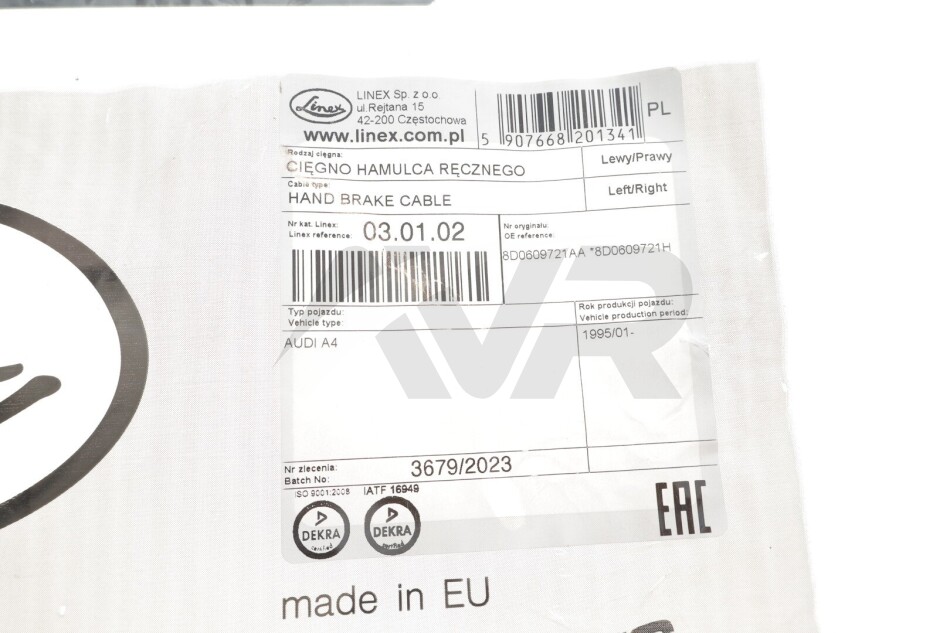 Linex
LINEX Sp. z o.o.
ul.Rejtana 15
42-200 Częstochowa
www.linex.com.pl
5 907668 201341
PL
Rodzaj cięgna:
CIĘGNO HAMULCA RĘCZNEGO
Lewy/Prawy
Cable type:
HAND BRAKE CABLE
Left/Right
Nr kat. Linex:
Linex reference:
03.01.02
Nr oryginału:
OE reference:
8D0609721AA *8D0609721H
Typ pojazdu:
Vehicle type:
Rok produkcji pojazdu:
Vehicle production period:
AUDI A4
1995/01-
Nr zlecenia:
Batch No:
3679/2023
ISO 9001:2008
IATF 16949
DEKRA
certified
DEKRA
certified
EAC
VR
made in EU